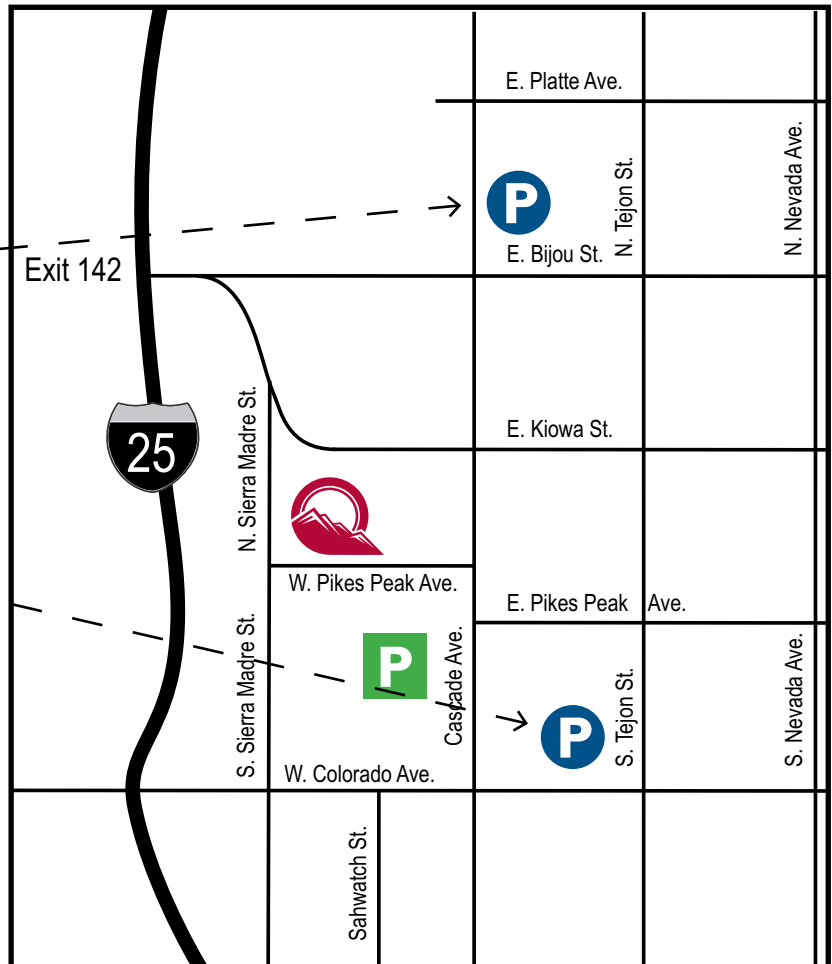 E. Platte Ave.
N. Tejon St.
N. Nevada Ave.
P
E. Bijou St.
Exit 142
25
N. Sierra Madre St.
E. Kiowa St.
W. Pikes Peak Ave.
E. Pikes Peak Ave.
S. Sierra Madre St.
P
Cascade Ave.
P
S. Tejon St.
S. Nevada Ave.
W. Colorado Ave.
Sahwatch St.